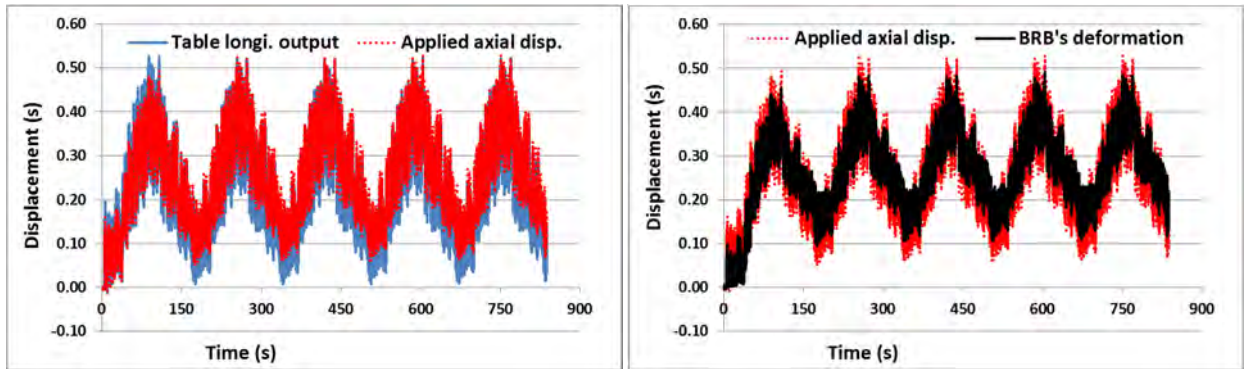 0.60
Table longi. output
Applied axial disp.
0.50
0.40
0.30
0.20
0.10
0.00
-0.10
Displacement (s)
0 150 300 450 600 750 900
Time (s)
0.60
Applied axial disp.
BRB's deformation
0.50
0.40
0.30
0.20
0.10
0.00
-0.10
Displacement (s)
0 150 300 450 600 750 900
Time (s)